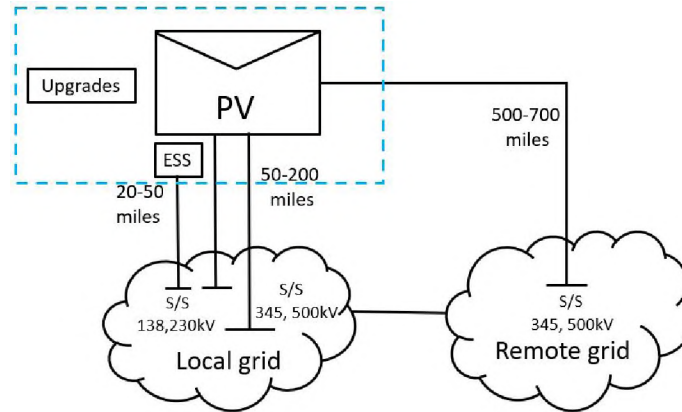 Upgrades
PV
ESS
20-50
miles
50-200
miles
500-700
miles
S/S
138,230kV
S/S
345, 500kV
Local grid
S/S
345, 500kV
Remote grid